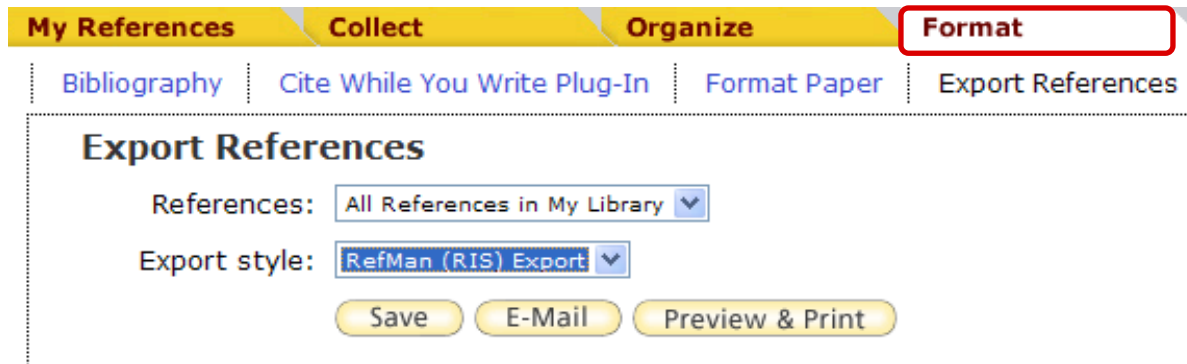 My References Collect Organize Format
Bibliography Cite While You Write Plug-In Format Paper Export References
Export References
References: All References in My Library
Export style: RefMan (RIS) Export
Save E-Mail Preview & Print